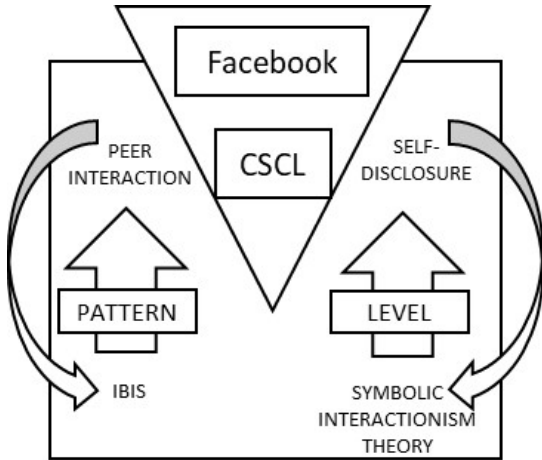 Facebook
CSCL
PEER
INTERACTION
SELF-
DISCLOSURE
PATTERN
LEVEL
IBIS
SYMBOLIC
INTERACTIONISM
THEORY